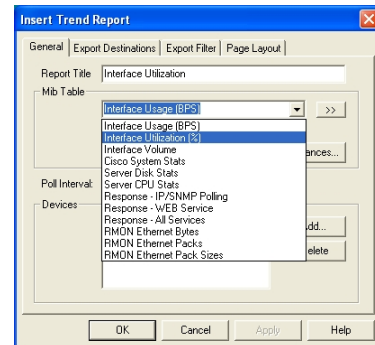 Insert Trend Report
General Export Destinations Export Filter Page Layout
Report Title Interface Utilization
Mib Table
Interface Usage (BPS) >>
Interface Usage (BPS)
Interface Utilization (%)
Interface Volume
Cisco System Stats
Server Disk Stats
Server CPU Stats
Response - IP/SNMP Polling
Response - WEB Service
Response - All Services
RMON Ethernet Bytes
RMON Ethernet Packs
RMON Ethernet Pack Sizes
ances...
Poll Interval:
Devices
dd...
elete
OK Cancel Apply Help